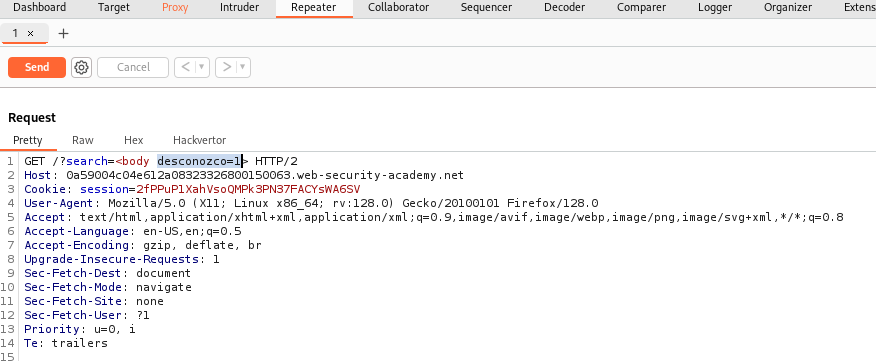 Dashboard Target Proxy Intruder Repeater Collaborator Sequencer Decoder Comparer Logger Organizer Extens
1 × +
Send Cancel < ▾ > ▾
Request
Pretty Raw Hex Hackvertor
1 GET /?search=<body desconozco=1> HTTP/2
2 Host: 0a59004c04e612a08323326800150063.web-security-academy.net
3 Cookie: session=2fPPuPlXahVsoQMPk3PN37FACYsWA6SV
4 User-Agent: Mozilla/5.0 (X11; Linux x86_64; rv:128.0) Gecko/20100101 Firefox/128.0
5 Accept: text/html,application/xhtml+xml,application/xml;q=0.9,image/avif,image/webp,image/png,image/svg+xml,*/*;q=0.8
6 Accept-Language: en-US,en;q=0.5
7 Accept-Encoding: gzip, deflate, br
8 Upgrade-Insecure-Requests: 1
9 Sec-Fetch-Dest: document
10 Sec-Fetch-Mode: navigate
11 Sec-Fetch-Site: none
12 Sec-Fetch-User: ?1
13 Priority: u=0, i
14 Te: trailers
15